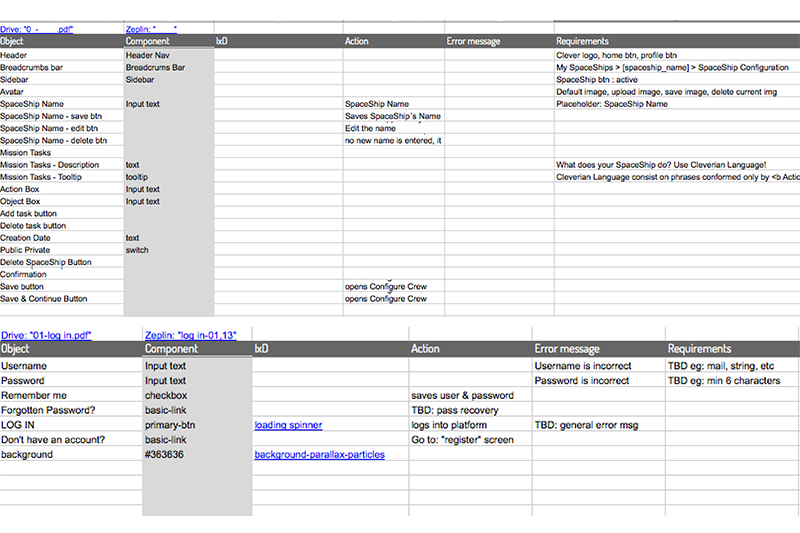 Drive: "0 - .pdf" Zeplin: " "
Object Component IxD Action Error message Requirements
Header Header Nav Clever logo, home btn, profile btn
Breadcrumbs bar Breadcrums Bar My SpaceShips > [spaceship_name] > SpaceShip Configuration
Sidebar Sidebar SpaceShip btn : active
Avatar Default image, upload image, save image, delete current img
SpaceShip Name Input text SpaceShip Name Placeholder: SpaceShip Name
SpaceShip Name - save btn Saves SpaceShip`s Name
SpaceShip Name - edit btn Edit the name
SpaceShip Name - delete btn no new name is entered, it
Mission Tasks
Mission Tasks - Description text What does your SpaceShip do? Use Cleverian Language!
Mission Tasks - Tooltip tooltip Cleverian Language consist on phrases conformed only by <b Actio
Action Box Input text
Object Box Input text
Add task button
Delete task button
Creation Date text
Public Private switch
Delete SpaceShip Button
Confirmation
Save button opens Configure Crew
Save & Continue Button opens Configure Crew
Drive: "01-log in.pdf" Zeplin: "log in-01,13"
Object Component IxD Action Error message Requirements
Username Input text Username is incorrect TBD eg: mail, string, etc
Password Input text Password is incorrect TBD eg: min 6 characters
Remember me checkbox saves user & password
Forgotten Password? basic-link TBD: pass recovery
LOG IN primary-btn loading spinner logs into platform TBD: general error msg
Don't have an account? basic-link Go to: "register" screen
background #363636 background-parallax-particles